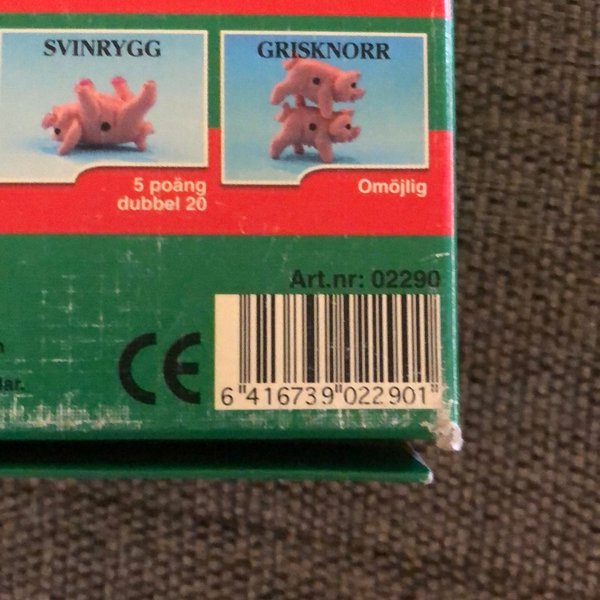 SVINRYGG
GRISKNORR
5 poäng
dubbel 20
Omöjlig
Art.nr: 02290
CE
6 416739 022901